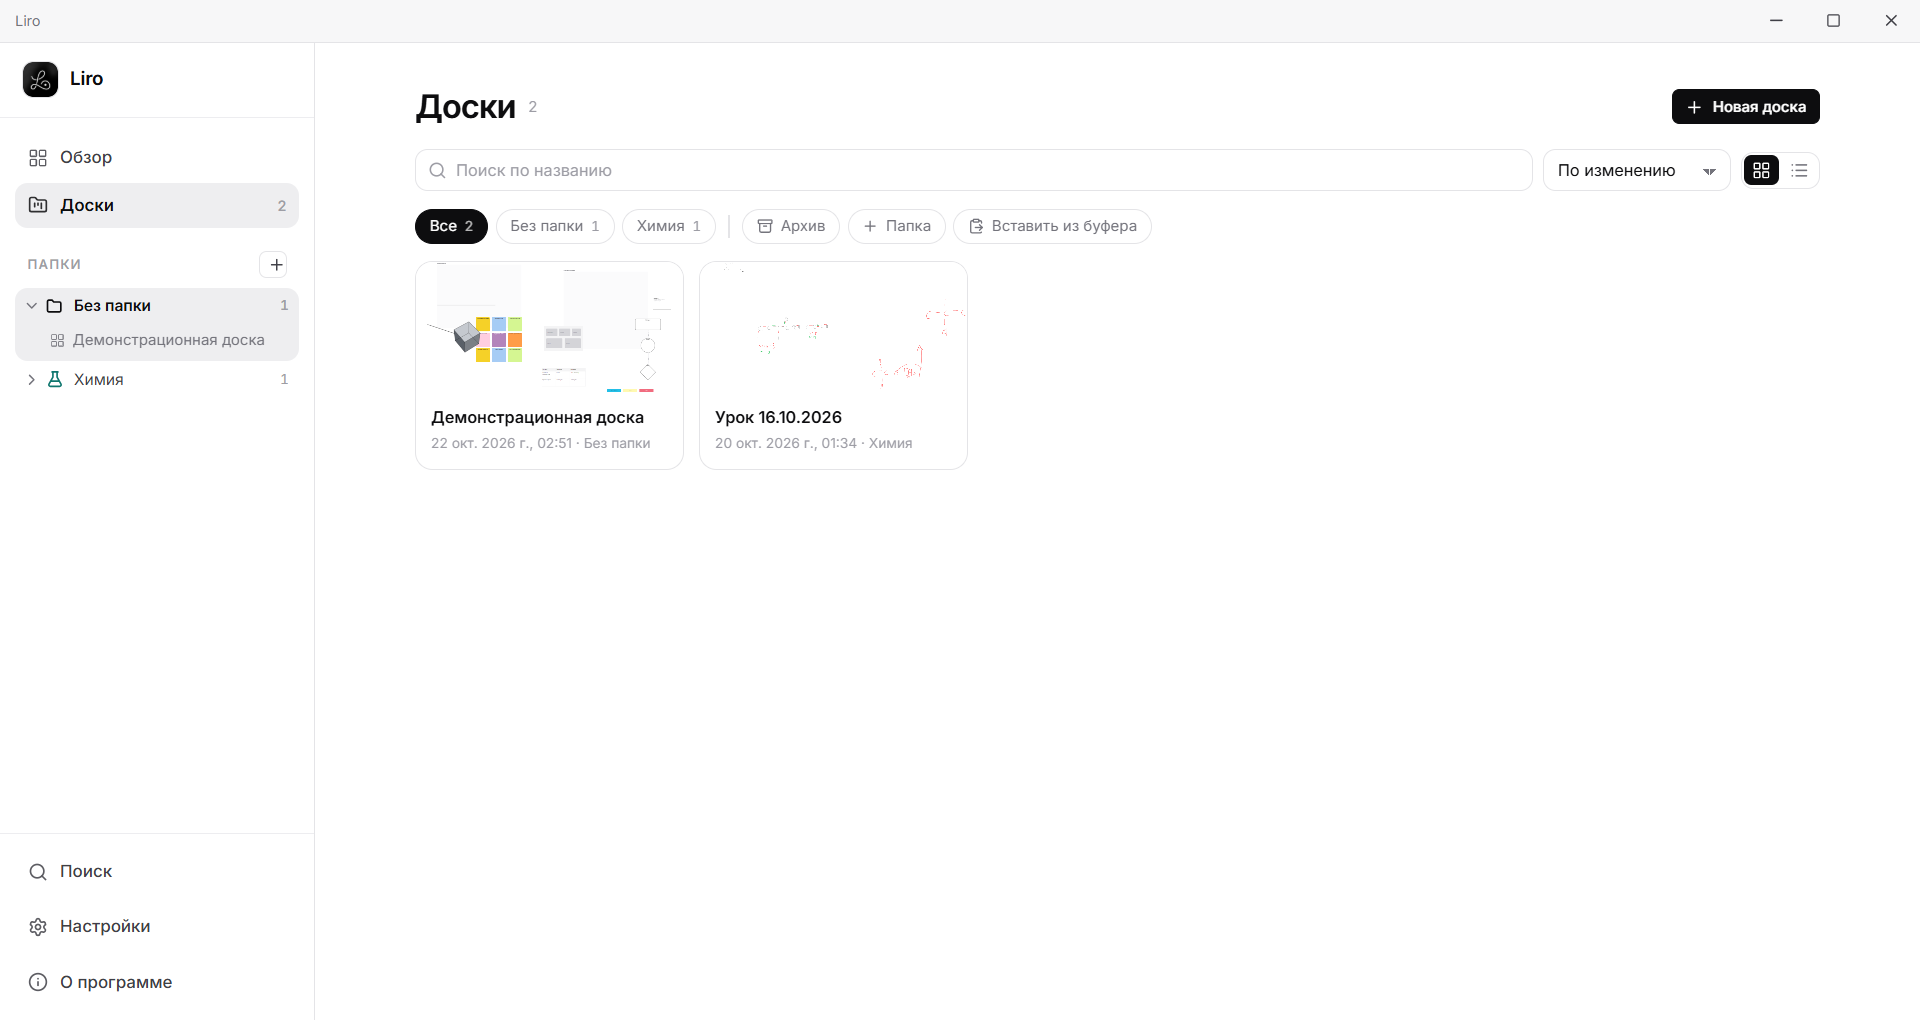 Liro
Liro
Обзор
Доски 2
ПАПКИ
Без папки 1
Демонстрационная доска
Химия 1
Поиск
Настройки
О программе
Доски 2
Новая доска
Поиск по названию
По изменению
Все 2
Без папки 1
Химия 1
Архив
Папка
Вставить из буфера
Демонстрационная доска
22 окт. 2026 г., 02:51 · Без папки
Урок 16.10.2026
20 окт. 2026 г., 01:34 · Химия